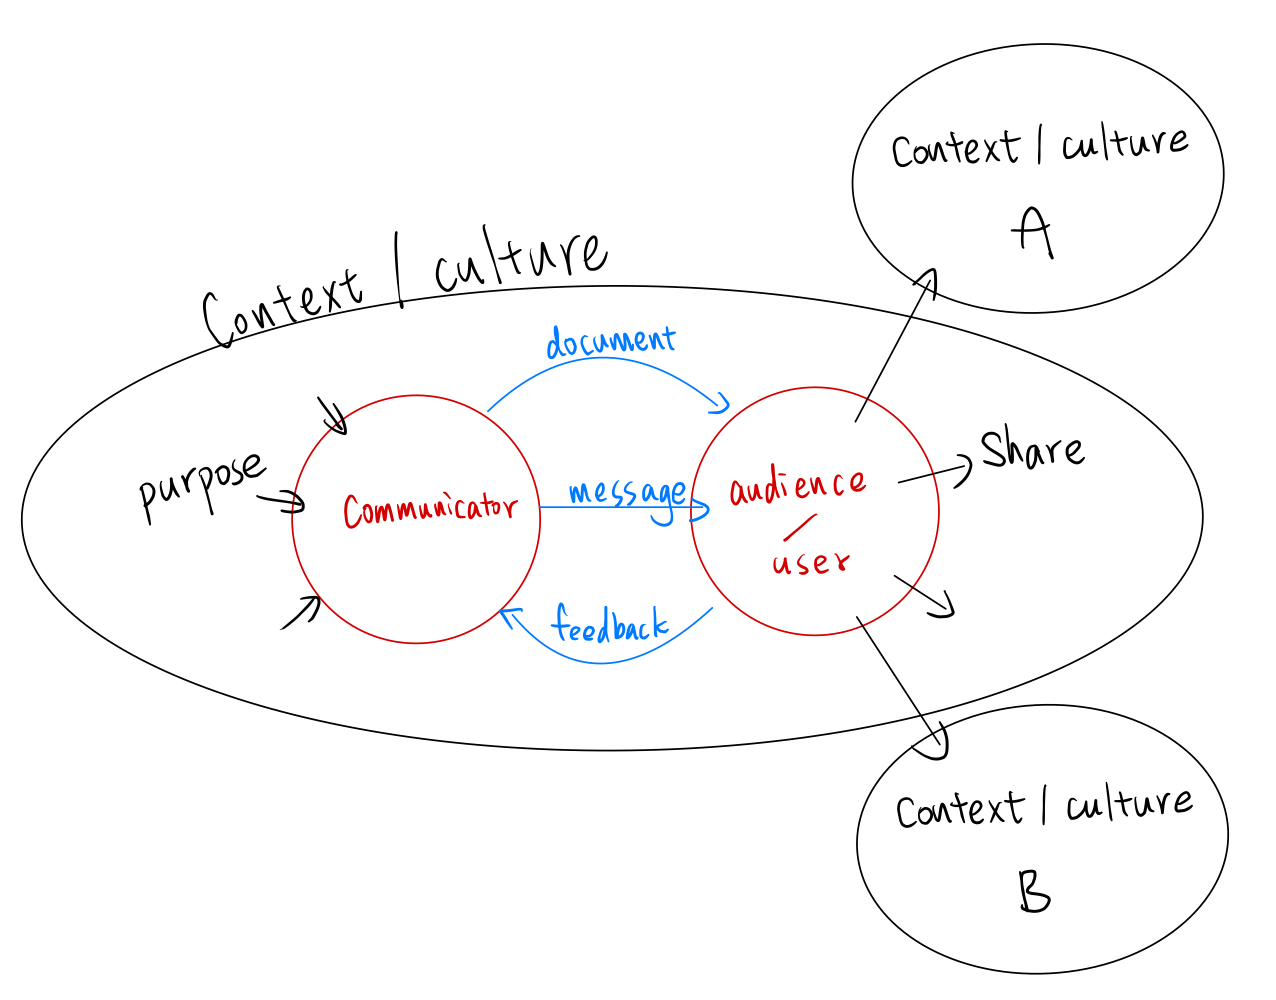 Context / culture
A
Context / culture
document
purpose
Communicator
message
audience
/
user
Share
feedback
Context / culture
B